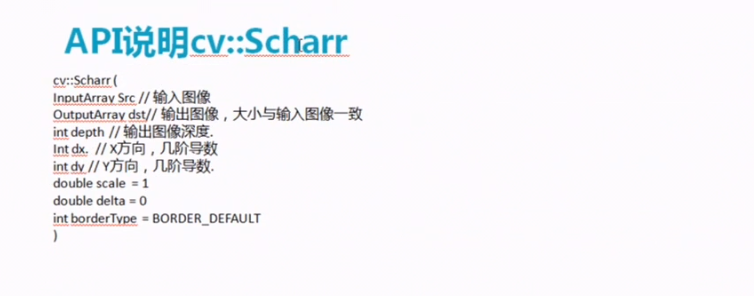 API说明cv::Scharr
cv::Scharr (
InputArray Src // 输入图像
OutputArray dst// 输出图像，大小与输入图像一致
int depth // 输出图像深度.
Int dx. // X方向，几阶导数
int dy // Y方向，几阶导数.
double scale = 1
double delta = 0
int borderType = BORDER_DEFAULT
)